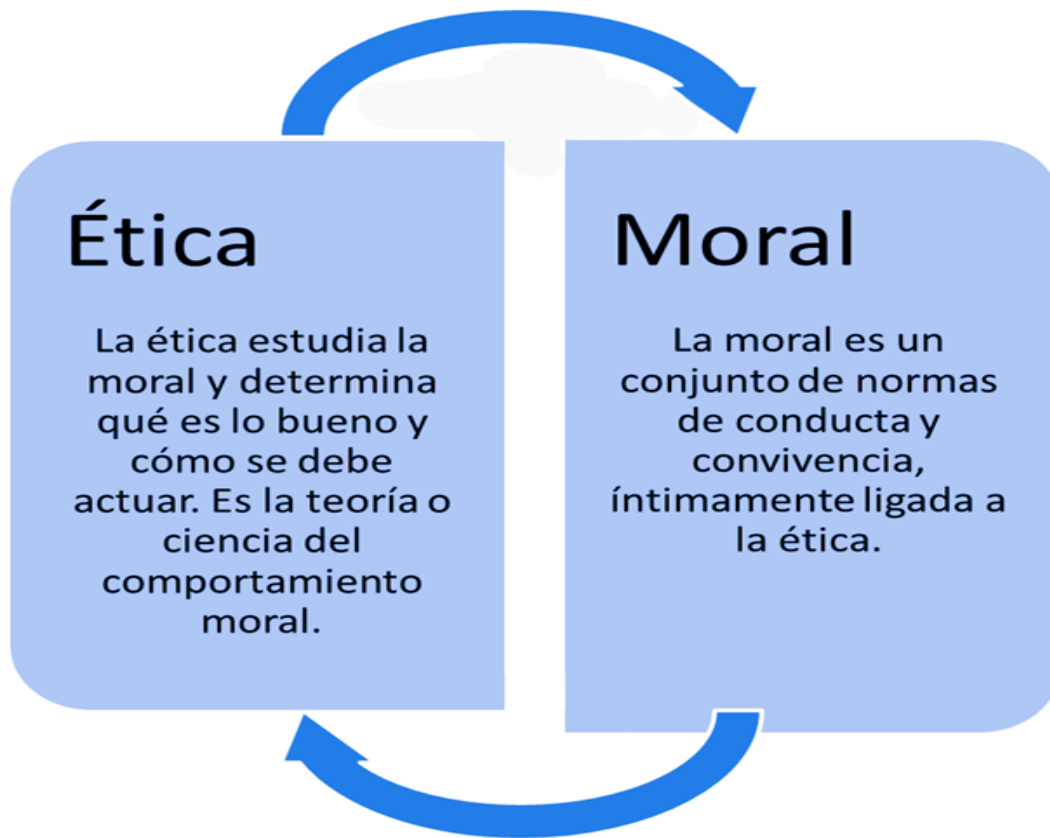 Ética
La ética estudia la
moral y determina
qué es lo bueno y
cómo se debe
actuar. Es la teoría o
ciencia del
comportamiento
moral.
Moral
La moral es un
conjunto de normas
de conducta y
convivencia,
íntimamente ligada a
la ética.